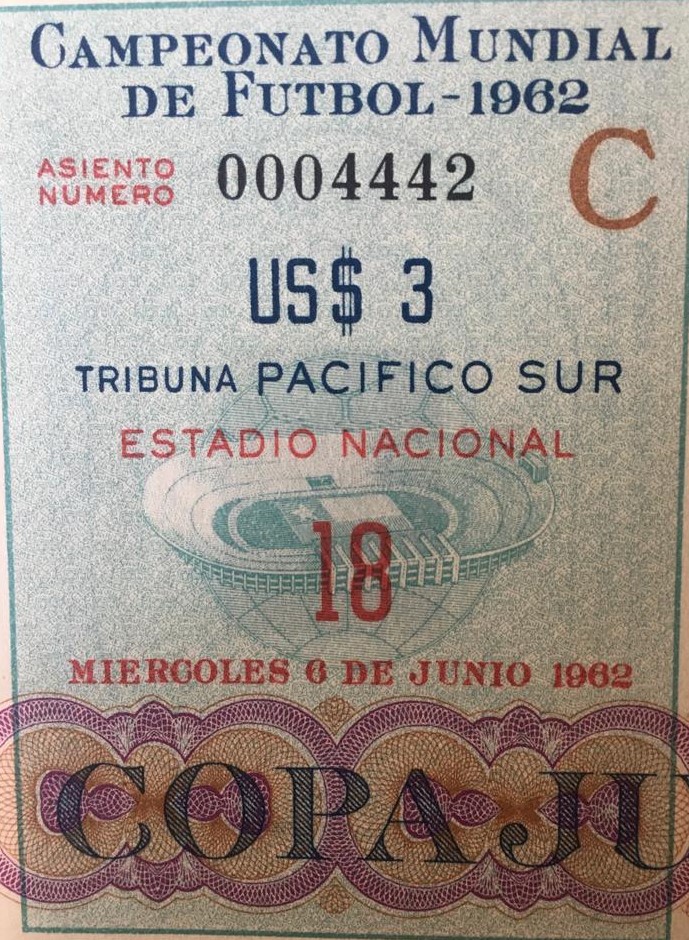 CAMPEONATO MUNDIAL
DE FUTBOL-1962
ASIENTO
NUMERO
0004442
C
US$ 3
TRIBUNA PACIFICO SUR
ESTADIO NACIONAL
18
MIERCOLES 6 DE JUNIO 1962
COPA JU